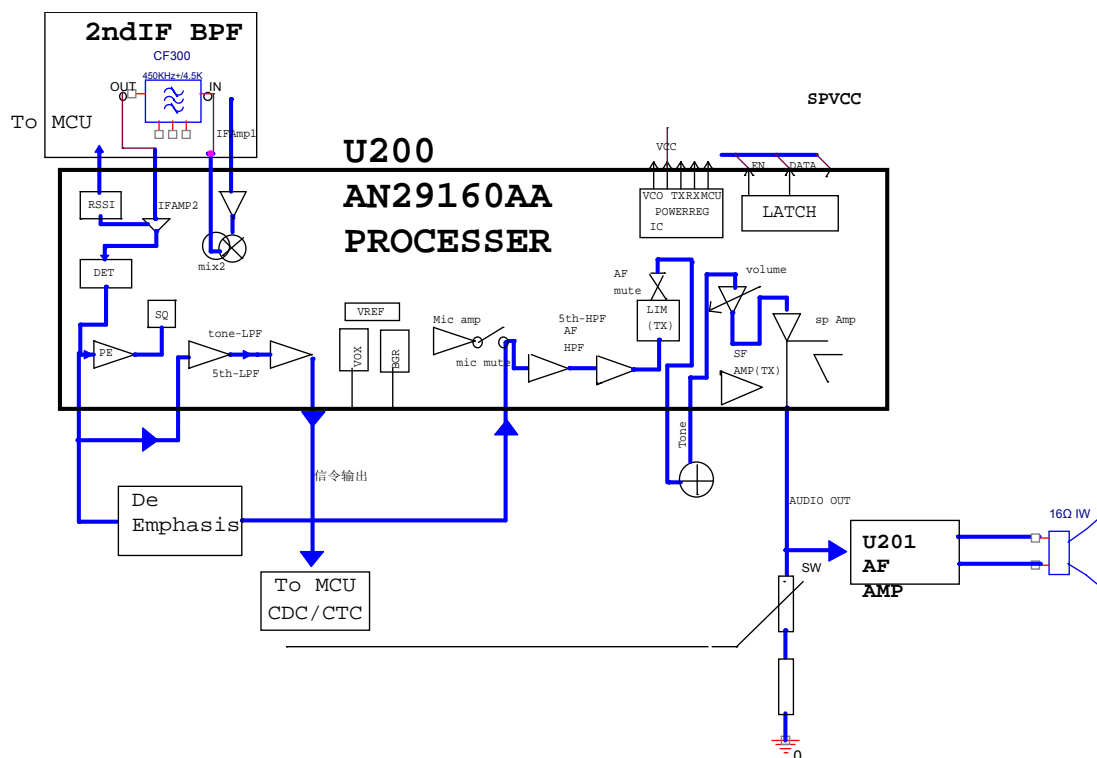 2ndIF BPF
CF300
450KHz+/4.5K
OUT
IN
To MCU
IFAmp1
SPVCC
U200
AN29160AA
PROCESSER
VCC
EN
DATA
RSSI
IFAMP2
VCO TXRXMCU
POWERREG
IC
LATCH
mix2
DET
AF
mute
volume
SQ
VREF
LIM
(TX)
Mic amp
5th-HPF
AF
HPF
sp Amp
tone-LPF
PE
VOX
BGR
mic mute
SF
AMP(TX)
5th-LPF
Tone
信令输出
De
Emphasis
AUDIO OUT
16Ω IW
U201
AF
AMP
SW
To MCU
CDC/CTC
0